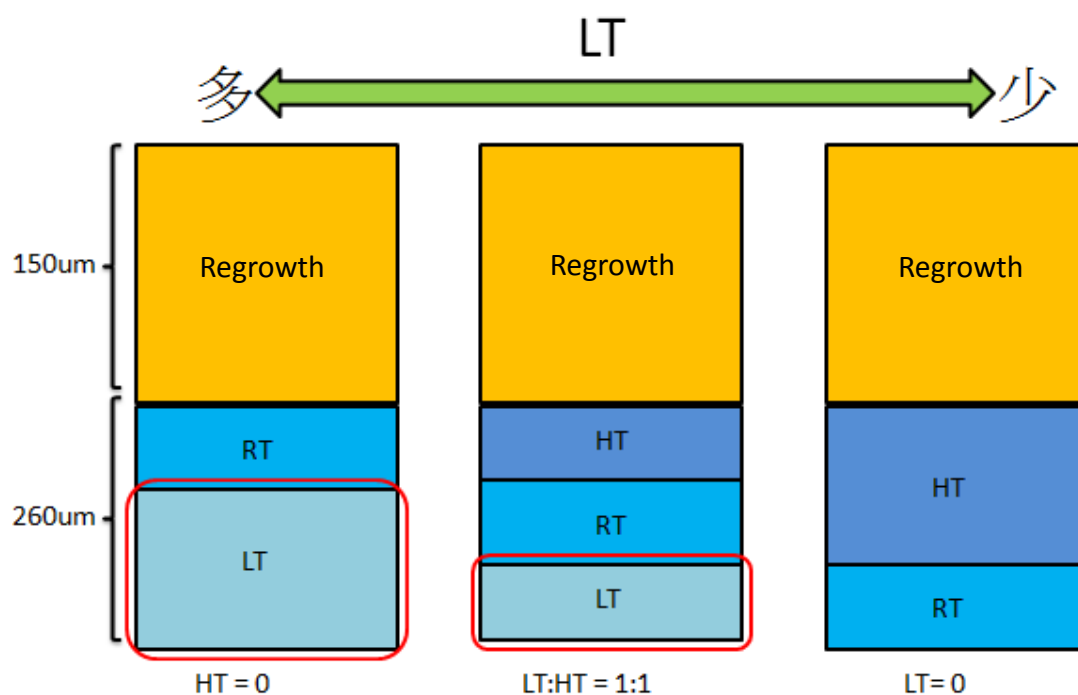 LT
多 少
150um
Regrowth Regrowth Regrowth
260um
RT HT HT
LT RT RT
LT
HT = 0 LT:HT = 1:1 LT= 0